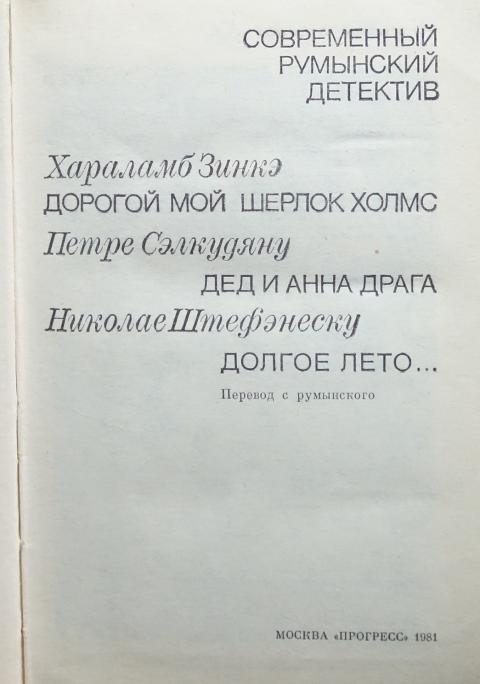 СОВРЕМЕННЫЙ
РУМЫНСКИЙ
ДЕТЕКТИВ
Хараламб Зинкэ
ДОРОГОЙ МОЙ ШЕРЛОК ХОЛМС
Петре Сэлкудяну
ДЕД И АННА ДРАГА
Николае Штефэнеску
ДОЛГОЕ ЛЕТО...
Перевод с румынского
МОСКВА «ПРОГРЕСС» 1981